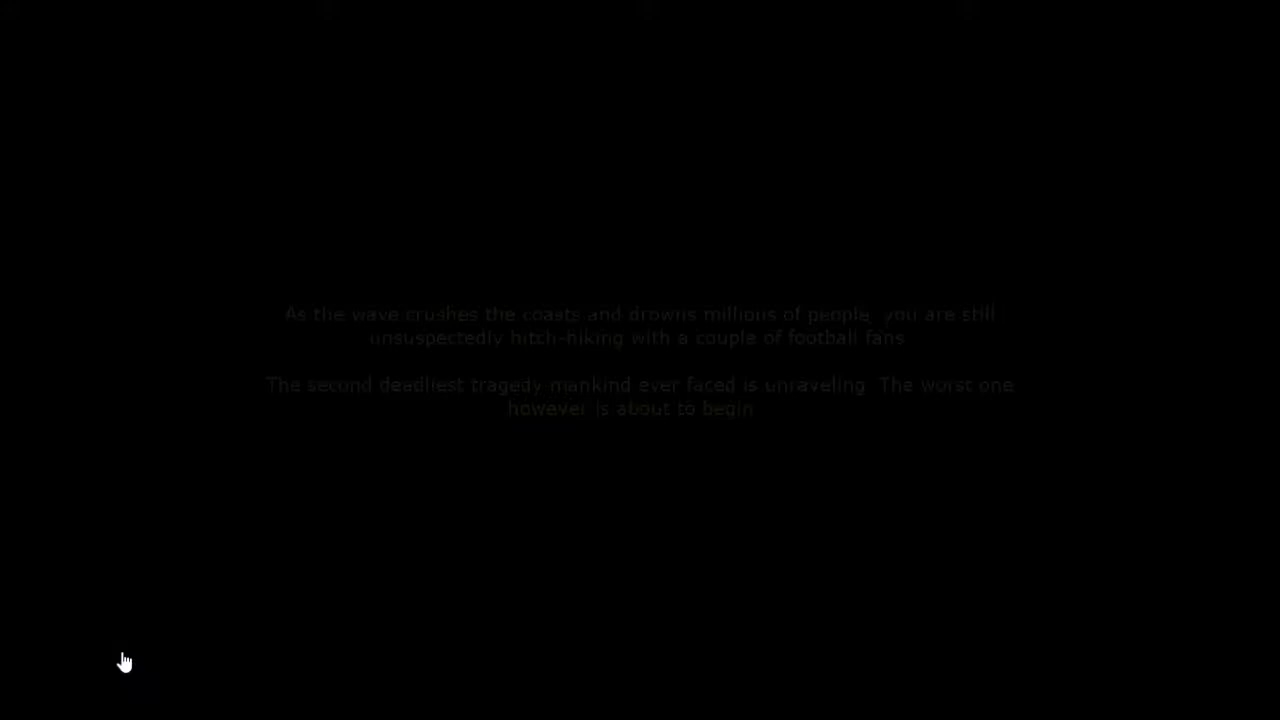 As the wave crushes the coasts and drowns millions of people, you are still
unsuspectedly hitch-hiking with a couple of football fans.
The second deadliest tragedy mankind ever faced is unraveling. The worst one
however is about to begin.